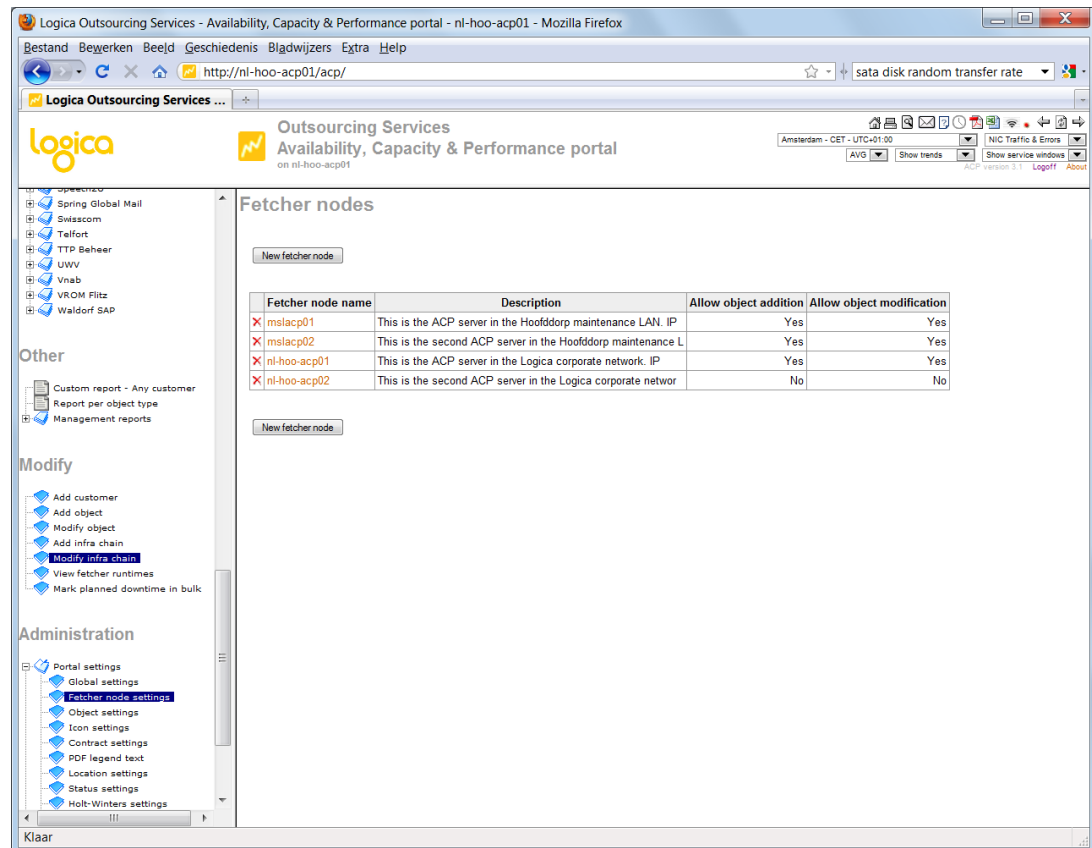 Logica Outsourcing Services - Availability, Capacity & Performance portal - nl-hoo-acp01 - Mozilla Firefox
Bestand Bewerken Beeld Geschiedenis Bladwijzers Extra Help
http://nl-hoo-acp01/acp/
sata disk random transfer rate
Logica Outsourcing Services ...
logica
Outsourcing Services
Availability, Capacity & Performance portal
on nl-hoo-acp01
Amsterdam - CET - UTC+01:00
NIC Traffic & Errors
AVG
Show trends
Show service windows
ACP version 3.1 Logoff About
Speech2U
Spring Global Mail
Swisscom
Telfort
TTP Beheer
UWV
Vnab
VROM Flitz
Waldorf SAP
Other
Custom report - Any customer
Report per object type
Management reports
Modify
Add customer
Add object
Modify object
Add infra chain
Modify infra chain
View fetcher runtimes
Mark planned downtime in bulk
Administration
Portal settings
Global settings
Fetcher node settings
Object settings
Icon settings
Contract settings
PDF legend text
Location settings
Status settings
Holt-Winters settings
Fetcher nodes
New fetcher node
Fetcher node name Description Allow object addition Allow object modification
mslacp01 This is the ACP server in the Hoofddorp maintenance LAN. IP Yes Yes
mslacp02 This is the second ACP server in the Hoofddorp maintenance L Yes Yes
nl-hoo-acp01 This is the ACP server in the Logica corporate network. IP Yes Yes
nl-hoo-acp02 This is the second ACP server in the Logica corporate networ No No
New fetcher node
Klaar